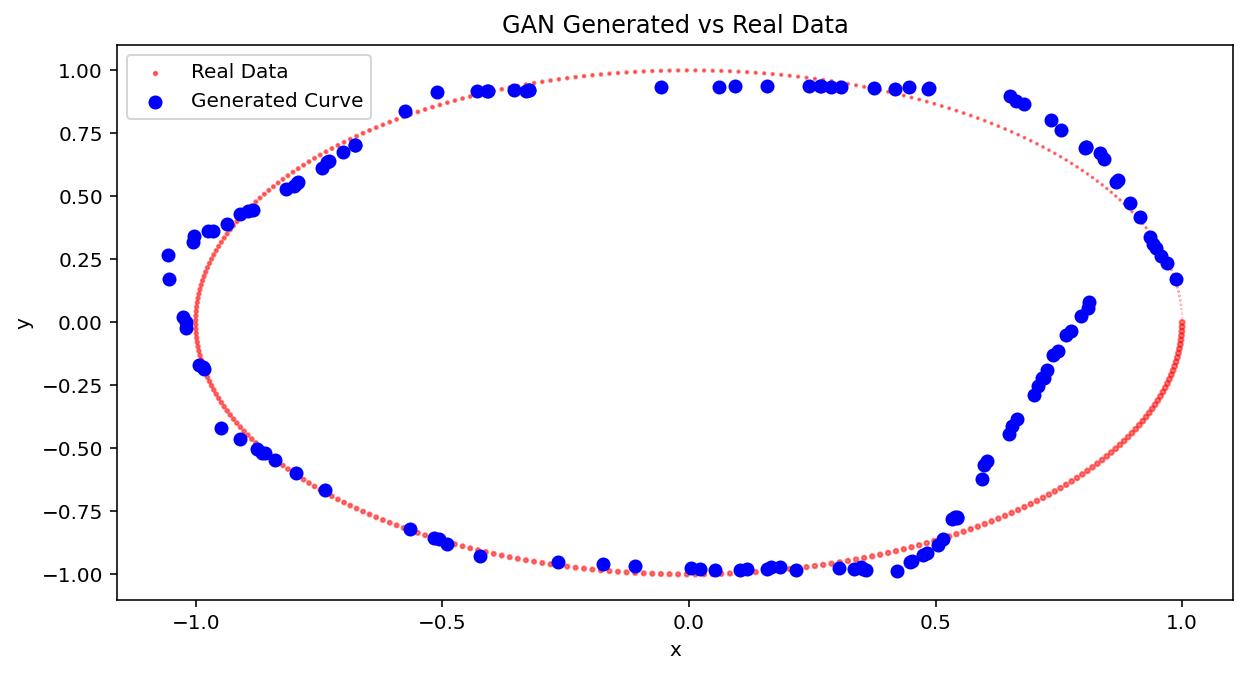 GAN Generated vs Real Data
Real Data
Generated Curve
1.00
0.75
0.50
0.25
0.00
−0.25
−0.50
−0.75
−1.00
y
−1.0 −0.5 0.0 0.5 1.0
x